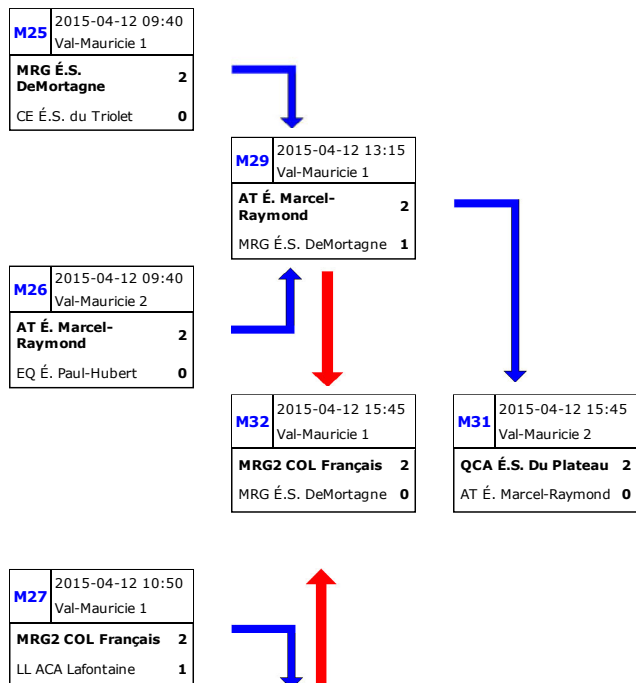 M25
2015-04-12 09:40
Val-Mauricie 1
MRG É.S.
DeMortagne 2
CE É.S. du Triolet 0
M29
2015-04-12 13:15
Val-Mauricie 1
AT É. Marcel-
Raymond 2
MRG É.S. DeMortagne 1
M26
2015-04-12 09:40
Val-Mauricie 2
AT É. Marcel-
Raymond 2
EQ É. Paul-Hubert 0
M32
2015-04-12 15:45
Val-Mauricie 1
MRG2 COL Français 2
MRG É.S. DeMortagne 0
M31
2015-04-12 15:45
Val-Mauricie 2
QCA É.S. Du Plateau 2
AT É. Marcel-Raymond 0
M27
2015-04-12 10:50
Val-Mauricie 1
MRG2 COL Français 2
LL ACA Lafontaine 1